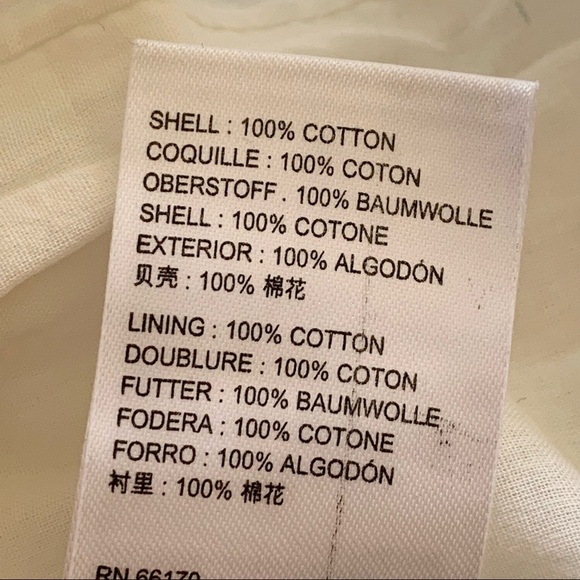 SHELL : 100% COTTON
COQUILLE : 100% COTON
OBERSTOFF . 100% BAUMWOLLE
SHELL : 100% COTONE
EXTERIOR : 100% ALGODÓN
贝壳 : 100% 棉花
LINING : 100% COTTON
DOUBLURE : 100% COTON
FUTTER : 100% BAUMWOLLE
FODERA : 100% COTONE
FORRO : 100% ALGODÓN
衬里 : 100% 棉花
RN 66170